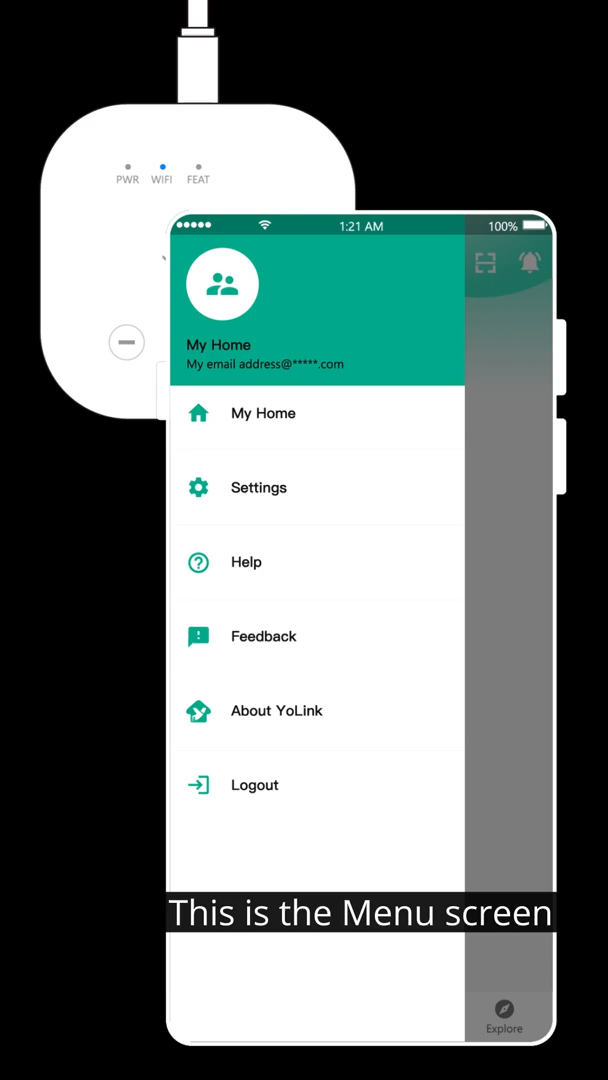 PWR WIFI FEAT
1:21 AM 100%
My Home
My email address@*****.com
My Home
Settings
Help
Feedback
About YoLink
Logout
This is the Menu screen
Explore